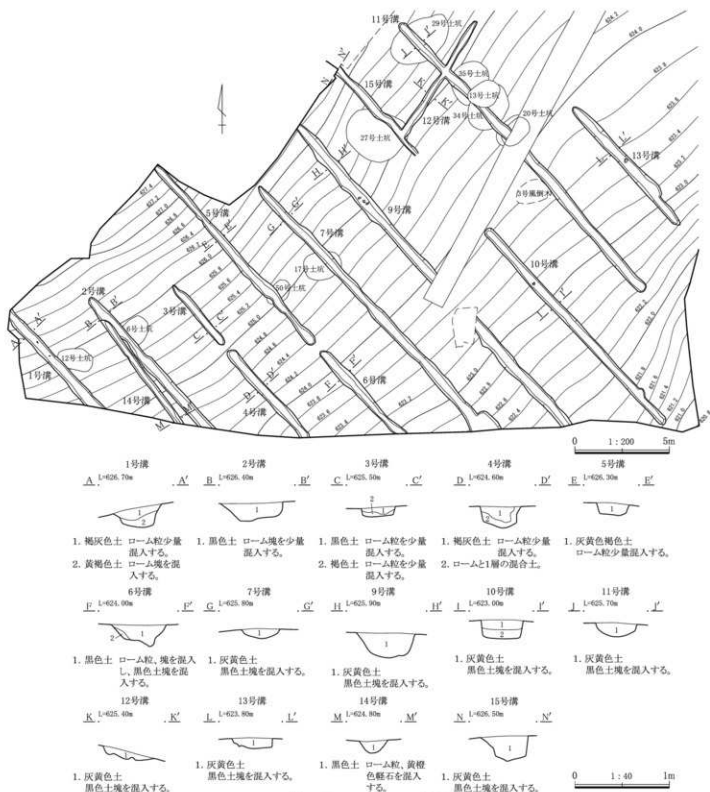 11号溝
29号土坑
15号溝
35号土坑
13号土坑
34号土坑
12号溝
20号土坑
27号土坑
13号溝
9号溝
3号風倒木
5号溝
7号溝
10号溝
17号土坑
50号土坑
2号溝
3号溝
6号土坑
12号土坑
1号溝
14号溝
4号溝
6号溝
0 1:200 5m
1号溝 2号溝 3号溝 4号溝 5号溝
A L=626.70m A' B L=626.40m B' C L=625.50m C' D L=624.60m D' E L=626.30m E'
1. 褐灰色土 ローム粒少量
混入する。
2. 黄褐色土 ローム塊を混
入する。
1. 黒色土 ローム塊を少量
混入する。
1. 黒色土 ローム粒を少量
混入する。
2. 褐色土 ローム粒を少量
混入する。
1. 褐灰色土 ローム粒少量
混入する。
2. ロームと1層の混合土。
1. 灰黄色褐色土
ローム粒少量混入する。
6号溝 7号溝 9号溝 10号溝 11号溝
F L=624.00m F' G L=625.80m G' H L=625.90m H' I L=623.00m I' J L=625.70m J'
1. 黒色土 ローム粒、塊を混入
し、黒色土塊を混
入する。
1. 灰黄色土
黒色土塊を混入する。
1. 灰黄色土
黒色土塊を混入する。
1. 灰黄色土
黒色土塊を混入する。
1. 灰黄色土
黒色土塊を混入する。
12号溝 13号溝 14号溝 15号溝
K L=625.40m K' L L=623.80m L' M L=624.80m M' N L=626.50m N'
1. 灰黄色土
黒色土塊を混入する。
1. 灰黄色土
黒色土塊を混入する。
1. 黒色土 ローム粒、黄橙
色軽石を混入
する。
1. 灰黄色土
黒色土塊を混入する。
0 1:40 1m